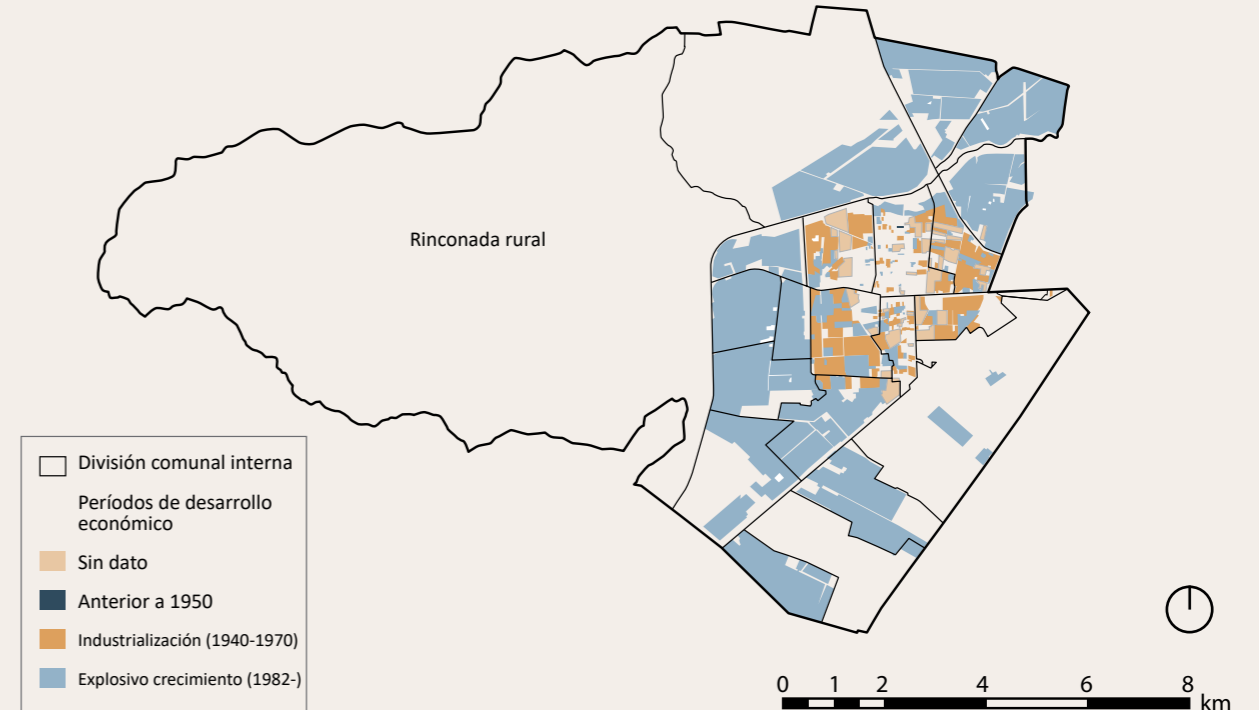 Rinconada rural
División comunal interna
Períodos de desarrollo
económico
Sin dato
Anterior a 1950
Industrialización (1940-1970)
Explosivo crecimiento (1982-)
0 1 2 4 6 8
km